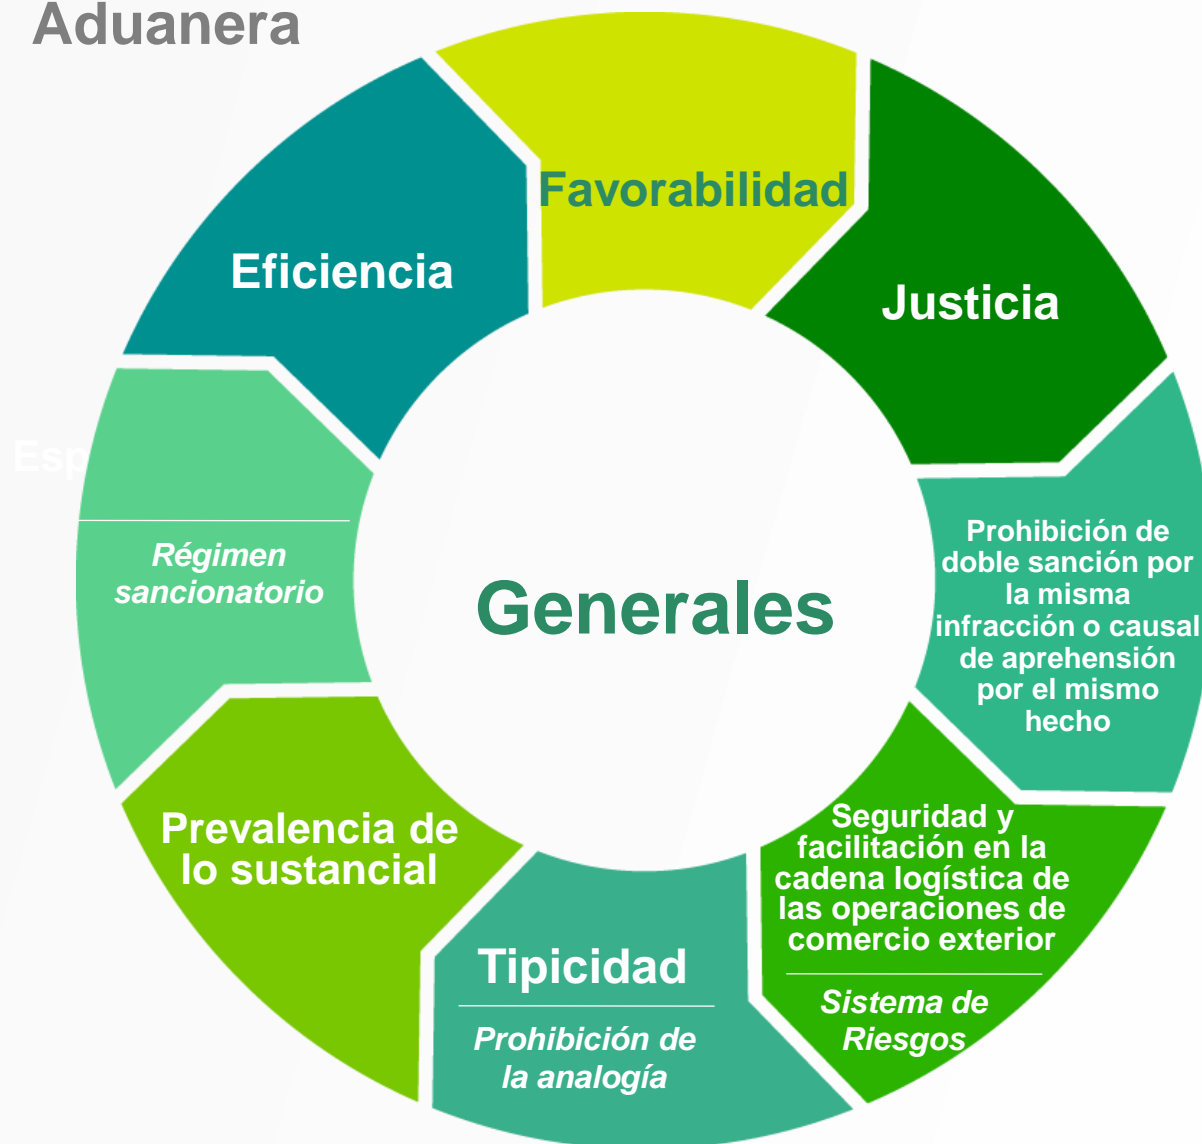 Aduanera
Favorabilidad
Justicia
Prohibición de
doble sanción por
la misma
infracción o causal
de aprehensión
por el mismo
hecho
Seguridad y
facilitación en la
cadena logística de
las operaciones de
comercio exterior
Sistema de
Riesgos
Tipicidad
Prohibición de
la analogía
Prevalencia de
lo sustancial
Régimen
sancionatorio
Eficiencia
Generales